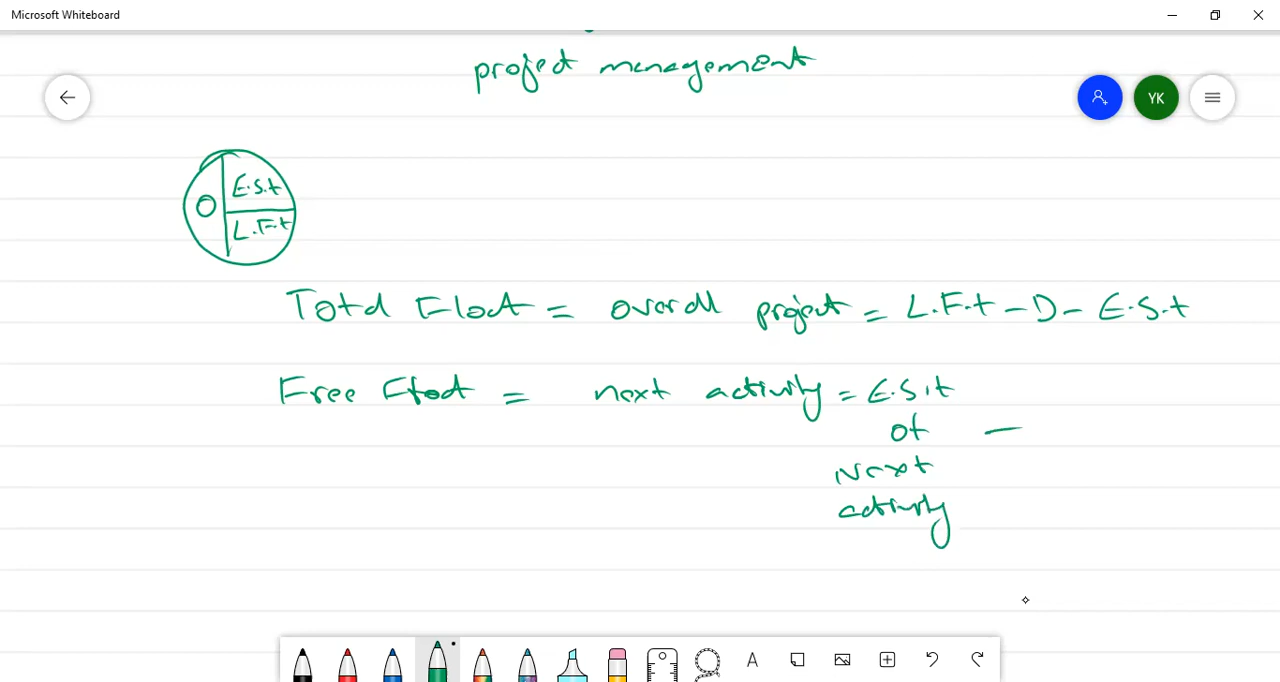 Microsoft Whiteboard
project management
YK
O E.S.t
L.F.t
Total Float = overall project = L.F.t - D - E.S.t
Free Float = next activity = E.S.t
of -
Next
activity
A